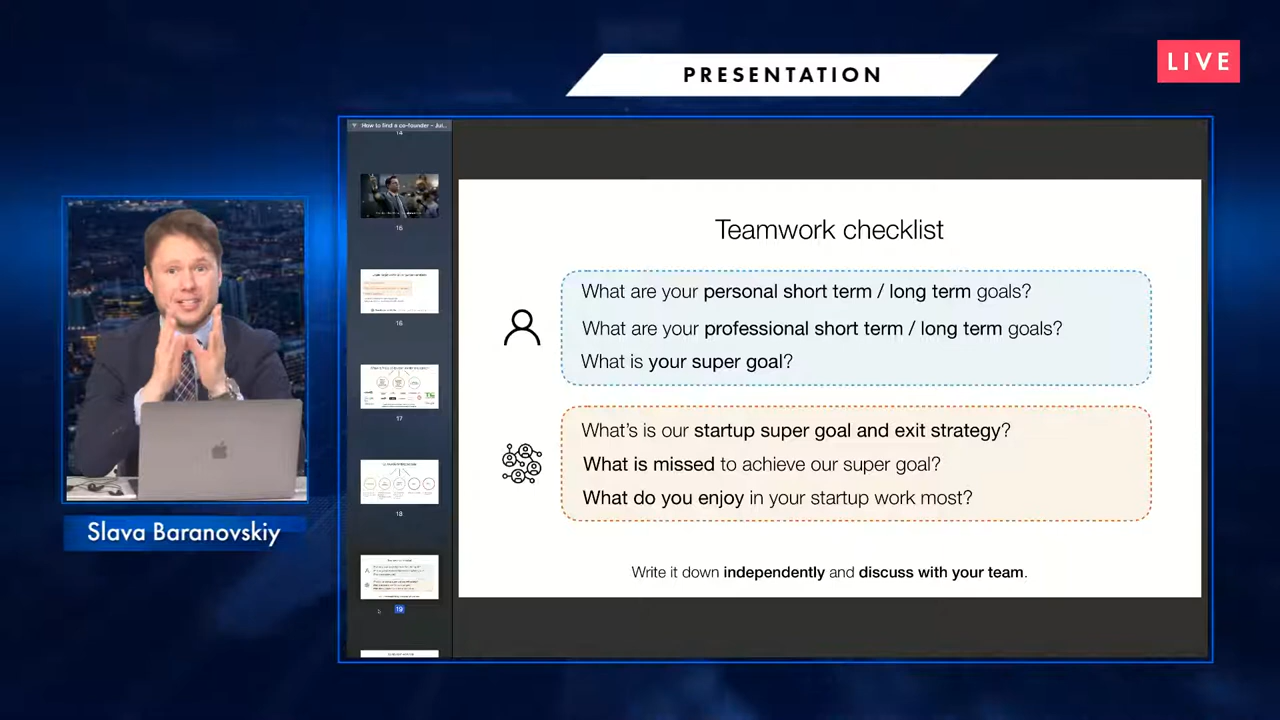 PRESENTATION
LIVE
How to find a co-founder – Jul...
14
16
16
17
18
19
Teamwork checklist
What are your personal short term / long term goals?
What are your professional short term / long term goals?
What is your super goal?
What's is our startup super goal and exit strategy?
What is missed to achieve our super goal?
What do you enjoy in your startup work most?
Write it down independently and discuss with your team.
Slava Baranovskiy